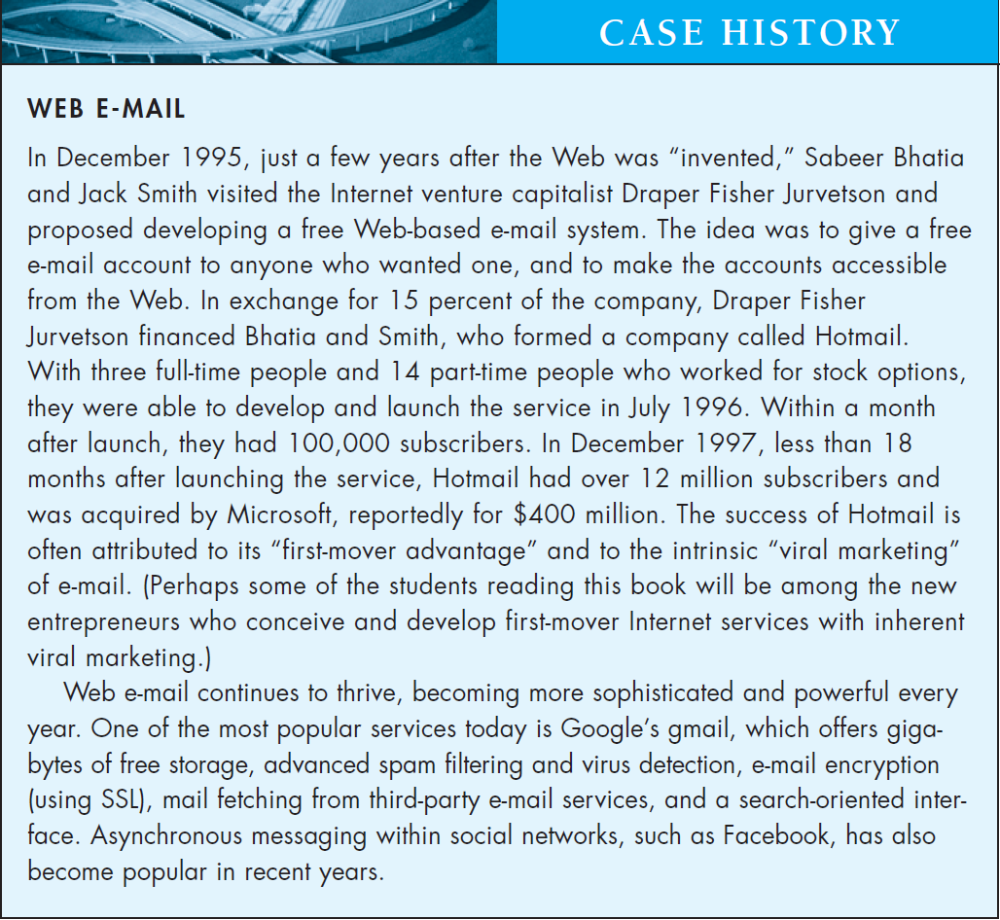 CASE HISTORY
WEB E-MAIL
In December 1995, just a few years after the Web was “invented,” Sabeer Bhatia
and Jack Smith visited the Internet venture capitalist Draper Fisher Jurvetson and
proposed developing a free Web-based e-mail system. The idea was to give a free
e-mail account to anyone who wanted one, and to make the accounts accessible
from the Web. In exchange for 15 percent of the company, Draper Fisher
Jurvetson financed Bhatia and Smith, who formed a company called Hotmail.
With three full-time people and 14 part-time people who worked for stock options,
they were able to develop and launch the service in July 1996. Within a month
after launch, they had 100,000 subscribers. In December 1997, less than 18
months after launching the service, Hotmail had over 12 million subscribers and
was acquired by Microsoft, reportedly for $400 million. The success of Hotmail is
often attributed to its “first-mover advantage” and to the intrinsic “viral marketing”
of e-mail. (Perhaps some of the students reading this book will be among the new
entrepreneurs who conceive and develop first-mover Internet services with inherent
viral marketing.)
Web e-mail continues to thrive, becoming more sophisticated and powerful every
year. One of the most popular services today is Google’s gmail, which offers giga-
bytes of free storage, advanced spam filtering and virus detection, e-mail encryption
(using SSL), mail fetching from third-party e-mail services, and a search-oriented inter-
face. Asynchronous messaging within social networks, such as Facebook, has also
become popular in recent years.